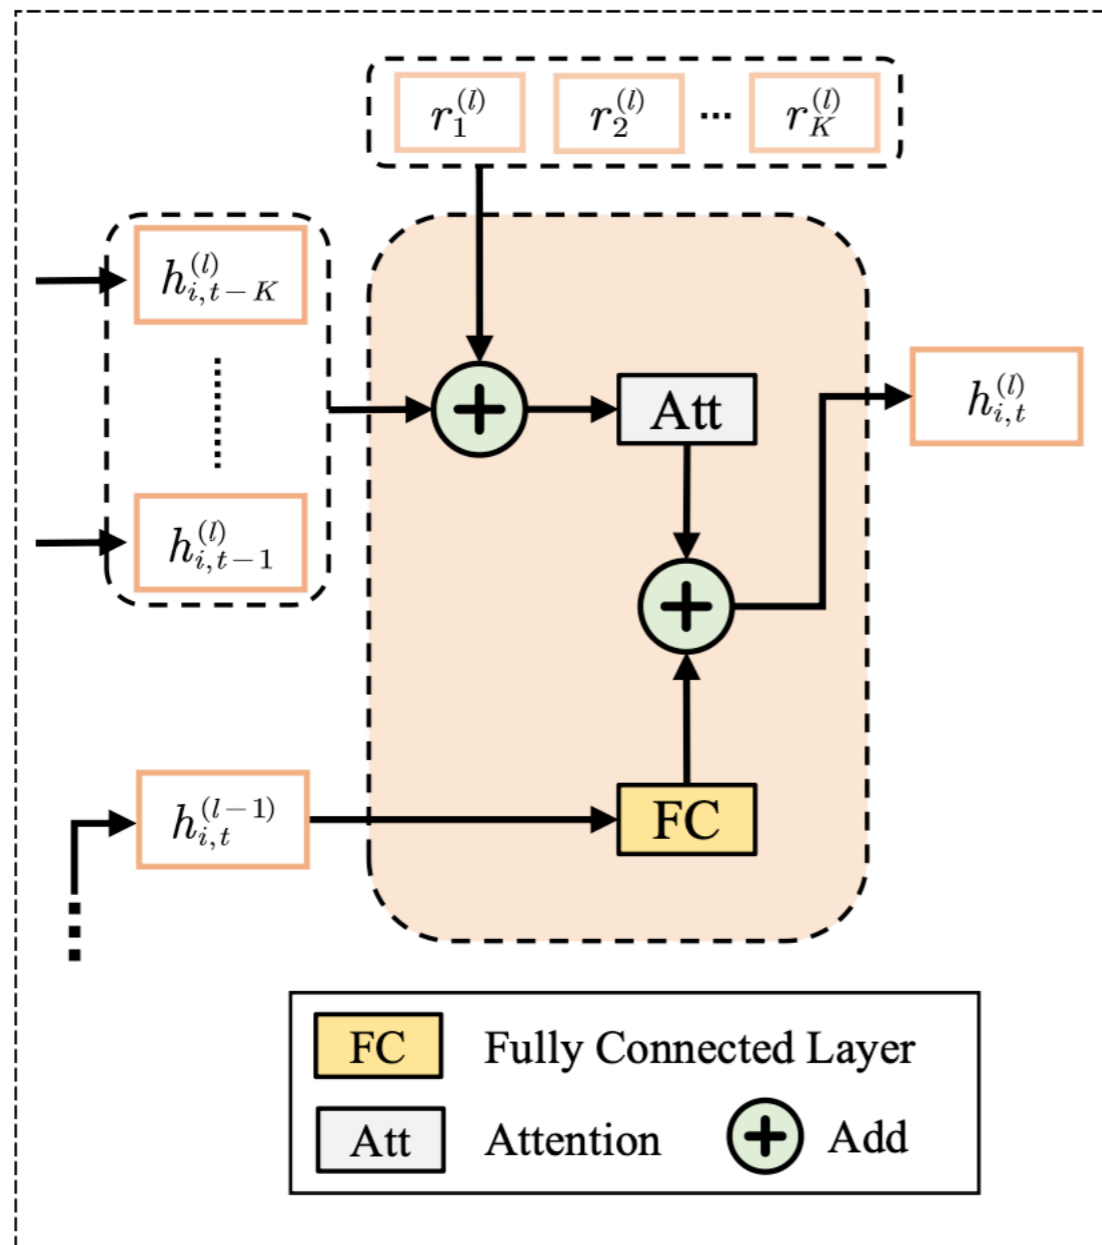 $r_1^{(l)}$ $r_2^{(l)}$ ... $r_K^{(l)}$
$h_{i,t-K}^{(l)}$
$h_{i,t-1}^{(l)}$
Att
$h_{i,t}^{(l)}$
$h_{i,t}^{(l-1)}$
FC
FC Fully Connected Layer
Att Attention Add